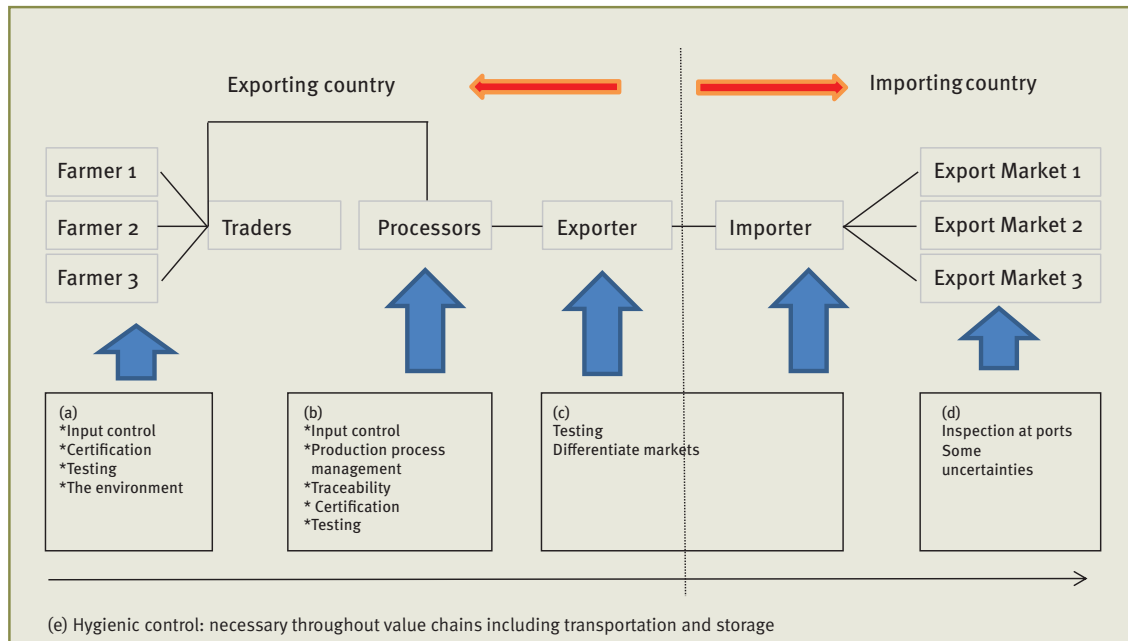 Exporting country
Importing country
Farmer 1
Farmer 2
Farmer 3
Traders
Processors
Exporter
Importer
Export Market 1
Export Market 2
Export Market 3
(a)
*Input control
*Certification
*Testing
*The environment
(b)
*Input control
*Production process
management
*Traceability
* Certification
*Testing
(c)
Testing
Differentiate markets
(d)
Inspection at ports
Some
uncertainties
(e) Hygienic control: necessary throughout value chains including transportation and storage